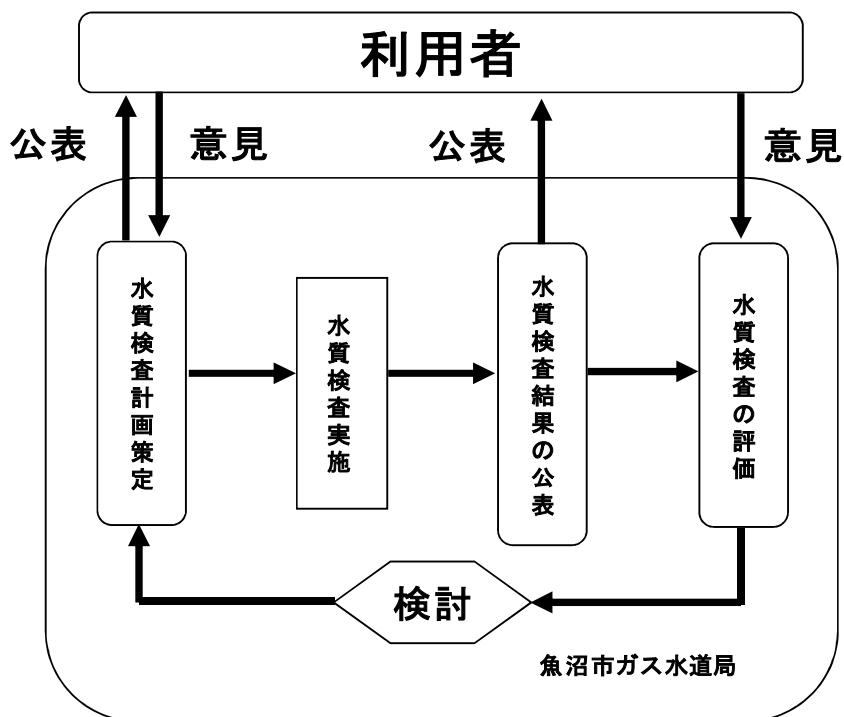 利用者
公表
意見
公表
意見
水質検査計画策定
水質検査実施
水質検査結果の公表
水質検査の評価
検討
魚沼市ガス水道局